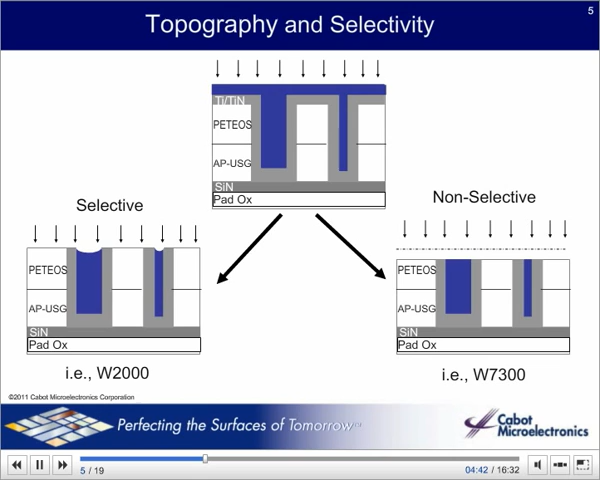 5
Topography and Selectivity
Ti/TiN
PETEOS
AP-USG
SiN
Pad Ox
Selective
Non-Selective
PETEOS
AP-USG
SiN
Pad Ox
PETEOS
AP-USG
SiN
Pad Ox
i.e., W2000
i.e., W7300
©2011 Cabot Microelectronics Corporation
Perfecting the Surfaces of Tomorrow™
Cabot
Microelectronics
5 / 19
04:42 / 16:32